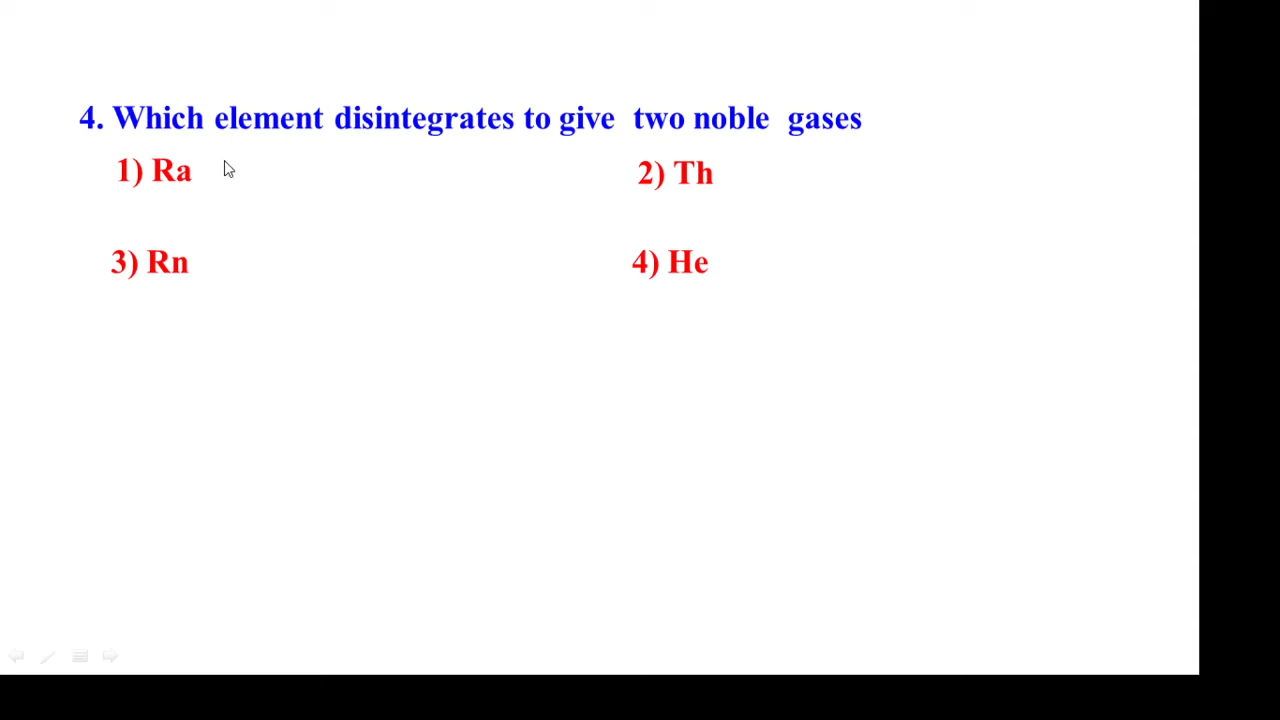 4. Which element disintegrates to give two noble gases
1) Ra 2) Th
3) Rn 4) He